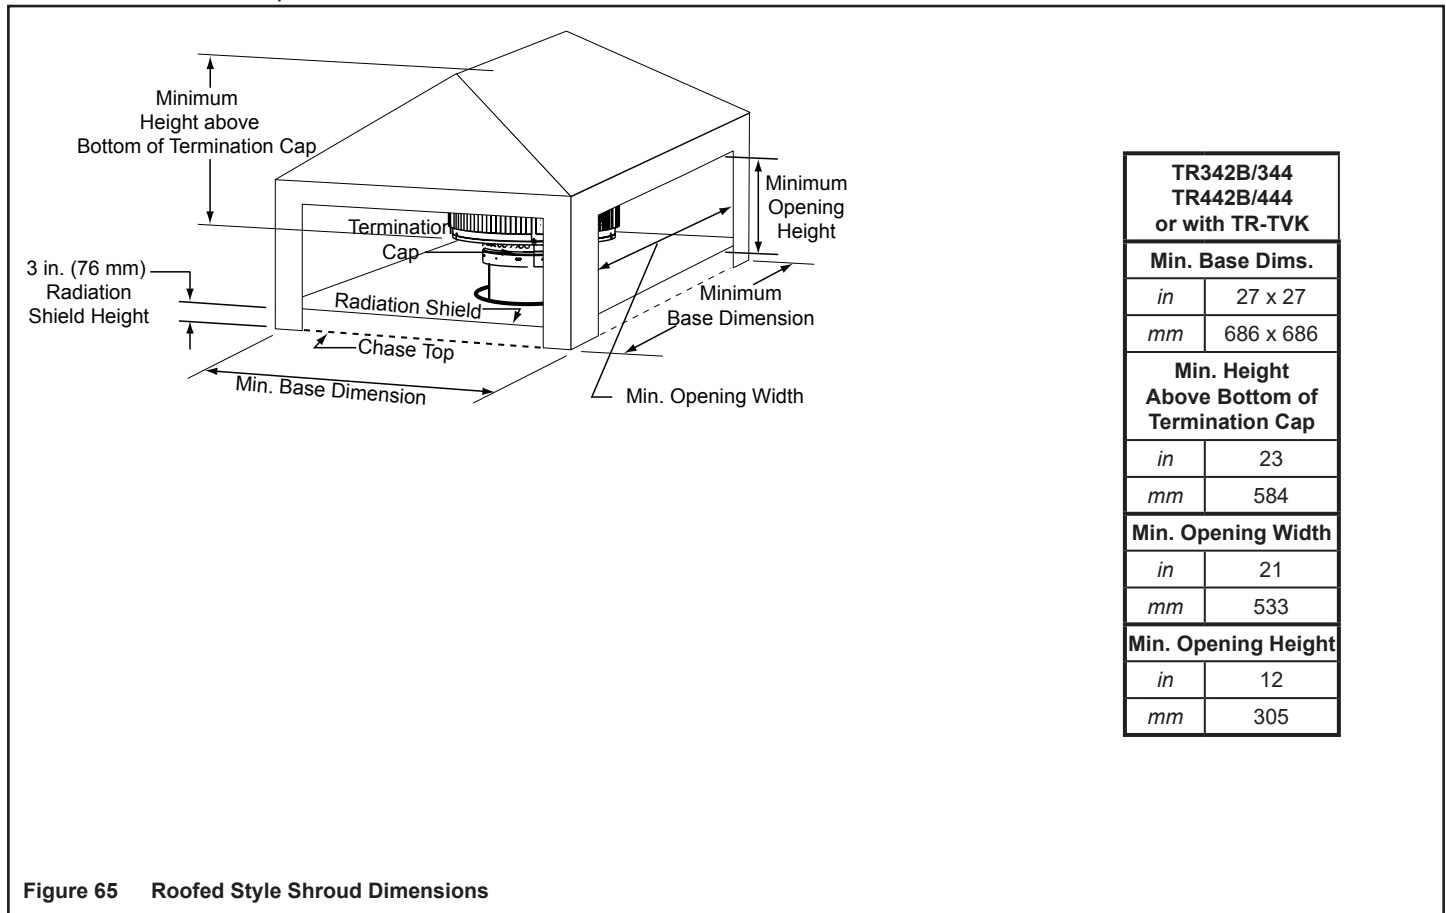 Minimum
Height above
Bottom of Termination Cap
3 in. (76 mm)
Radiation
Shield Height
Termination
Cap
Radiation Shield
Chase Top
Min. Base Dimension
Minimum
Opening
Height
Minimum
Base Dimension
Min. Opening Width
TR342B/344
TR442B/444
or with TR-TVK
Min. Base Dims.
in 27 x 27
mm 686 x 686
Min. Height
Above Bottom of
Termination Cap
in 23
mm 584
Min. Opening Width
in 21
mm 533
Min. Opening Height
in 12
mm 305
Figure 65 Roofed Style Shroud Dimensions